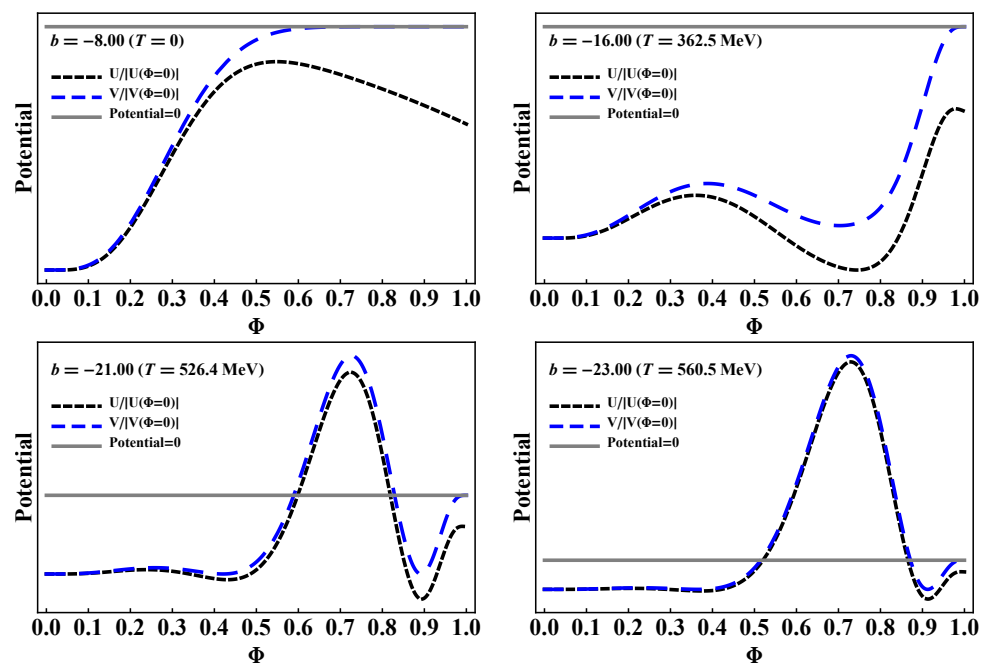 b = −8.00 (T = 0)
U/|U(Φ=0)|
V/|V(Φ=0)|
Potential=0
Potential
0.0 0.1 0.2 0.3 0.4 0.5 0.6 0.7 0.8 0.9 1.0
Φ
b = −16.00 (T = 362.5 MeV)
U/|U(Φ=0)|
V/|V(Φ=0)|
Potential=0
Potential
0.0 0.1 0.2 0.3 0.4 0.5 0.6 0.7 0.8 0.9 1.0
Φ
b = −21.00 (T = 526.4 MeV)
U/|U(Φ=0)|
V/|V(Φ=0)|
Potential=0
Potential
0.0 0.1 0.2 0.3 0.4 0.5 0.6 0.7 0.8 0.9 1.0
Φ
b = −23.00 (T = 560.5 MeV)
U/|U(Φ=0)|
V/|V(Φ=0)|
Potential=0
Potential
0.0 0.1 0.2 0.3 0.4 0.5 0.6 0.7 0.8 0.9 1.0
Φ